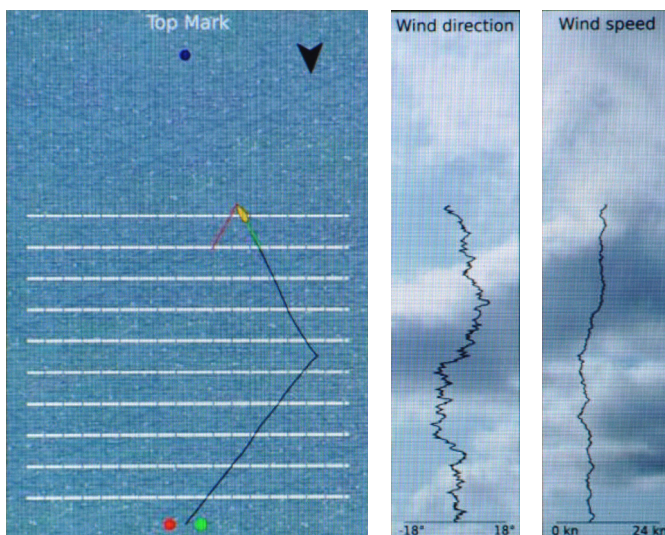 Top Mark
Wind direction
Wind speed
-18°
18°
0 kn
24 kn